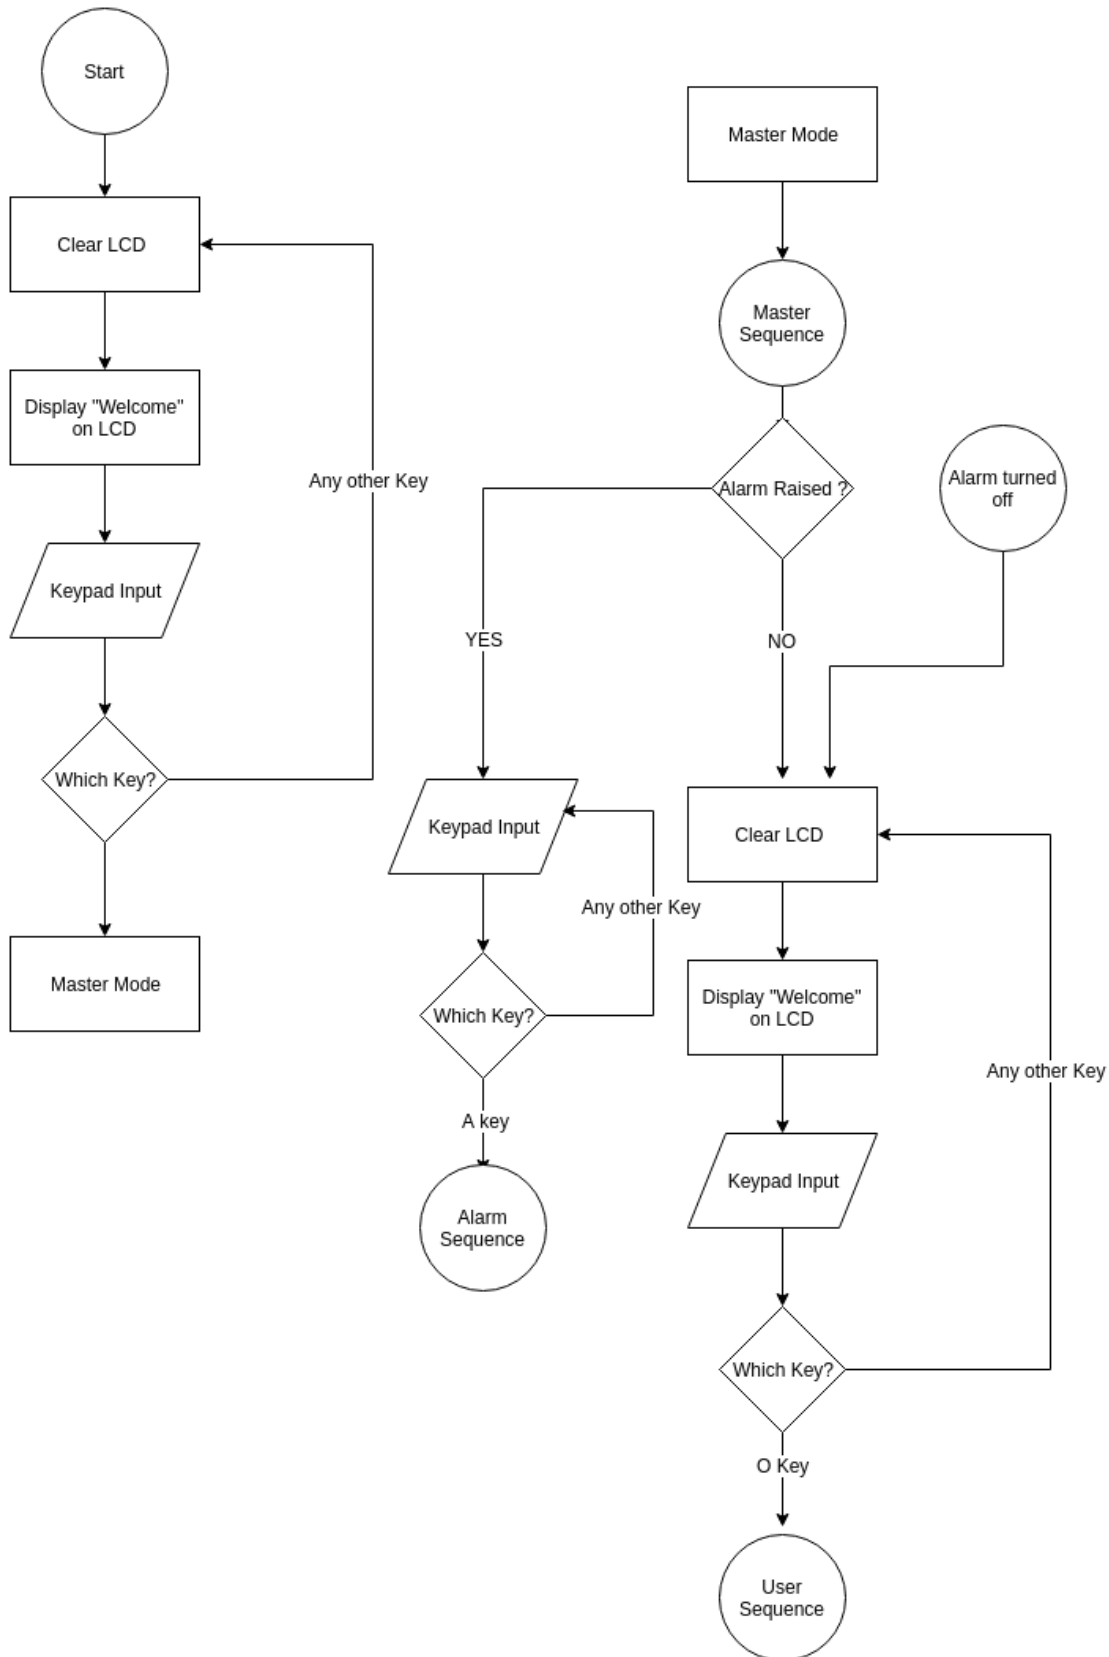 Start
Clear LCD
Display "Welcome"
on LCD
Keypad Input
Which Key?
Any other Key
Master Mode
Master Mode
Master
Sequence
Alarm Raised ?
YES
NO
Alarm turned
off
Keypad Input
Which Key?
Any other Key
A key
Alarm
Sequence
Clear LCD
Display "Welcome"
on LCD
Keypad Input
Which Key?
Any other Key
O Key
User
Sequence